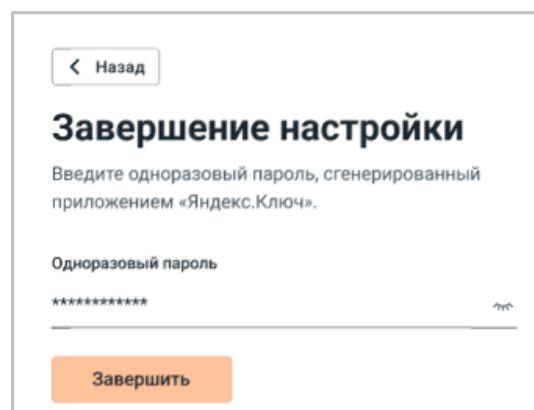 Назад
Завершение настройки
Введите одноразовый пароль, сгенерированный
приложением «Яндекс.Ключ».
Одноразовый пароль
************
Завершить